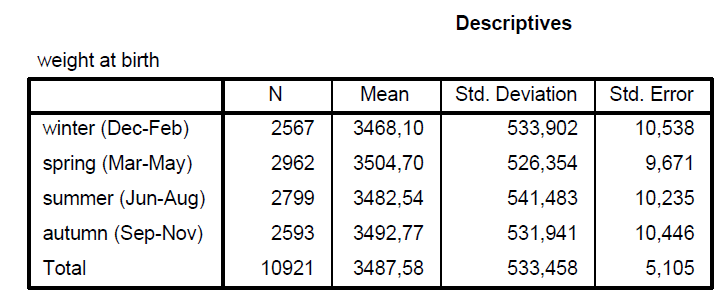 Descriptives
weight at birth
N Mean Std. Deviation Std. Error
winter (Dec-Feb) 2567 3468,10 533,902 10,538
spring (Mar-May) 2962 3504,70 526,354 9,671
summer (Jun-Aug) 2799 3482,54 541,483 10,235
autumn (Sep-Nov) 2593 3492,77 531,941 10,446
Total 10921 3487,58 533,458 5,105